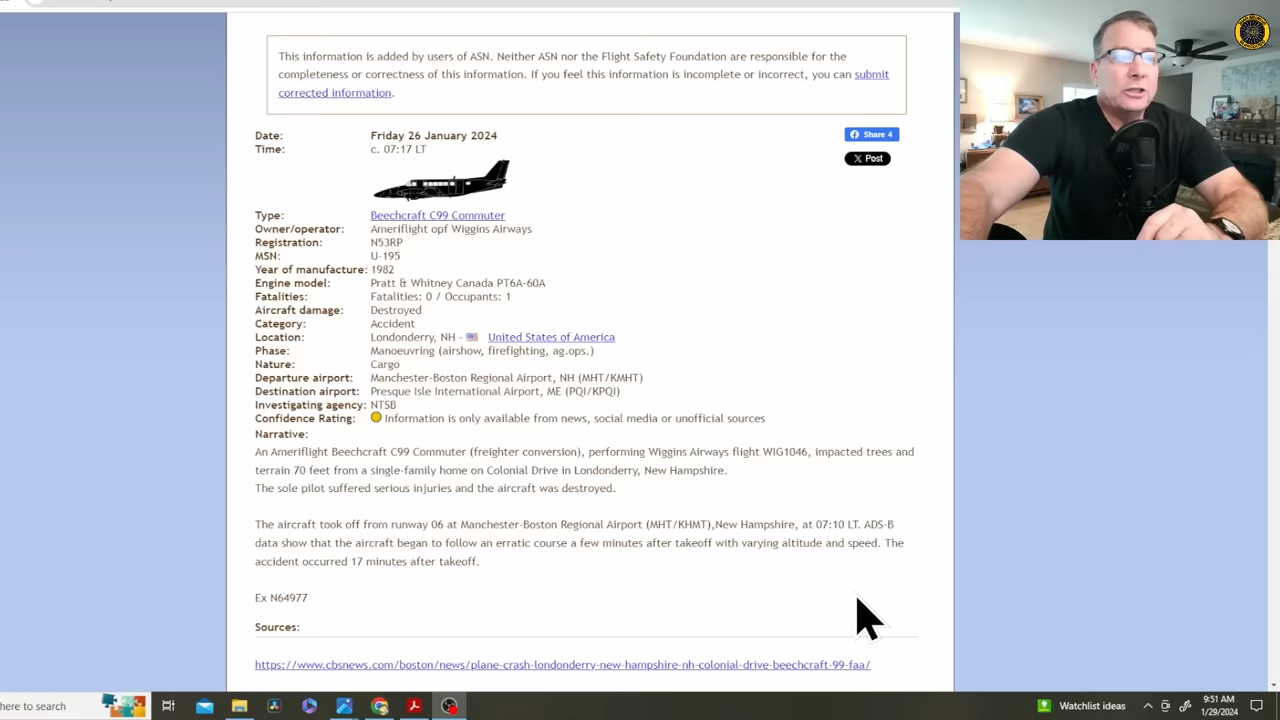 This information is added by users of ASN. Neither ASN nor the Flight Safety Foundation are responsible for the
completeness or correctness of this information. If you feel this information is incomplete or incorrect, you can submit
corrected information.
Date: Friday 26 January 2024
Time: c. 07:17 LT
Share 4
Post
Type: Beechcraft C99 Commuter
Owner/operator: Ameriflight opf Wiggins Airways
Registration: N53RP
MSN: U-195
Year of manufacture: 1982
Engine model: Pratt & Whitney Canada PT6A-60A
Fatalities: Fatalities: 0 / Occupants: 1
Aircraft damage: Destroyed
Category: Accident
Location: Londonderry, NH - United States of America
Phase: Manoeuvring (airshow, firefighting, ag.ops.)
Nature: Cargo
Departure airport: Manchester-Boston Regional Airport, NH (MHT/KMHT)
Destination airport: Presque Isle International Airport, ME (PQI/KPQI)
Investigating agency: NTSB
Confidence Rating: Information is only available from news, social media or unofficial sources
Narrative:
An Ameriflight Beechcraft C99 Commuter (freighter conversion), performing Wiggins Airways flight WIG1046, impacted trees and
terrain 70 feet from a single-family home on Colonial Drive in Londonderry, New Hampshire.
The sole pilot suffered serious injuries and the aircraft was destroyed.
The aircraft took off from runway 06 at Manchester-Boston Regional Airport (MHT/KHMT),New Hampshire, at 07:10 LT. ADS-B
data show that the aircraft began to follow an erratic course a few minutes after takeoff with varying altitude and speed. The
accident occurred 17 minutes after takeoff.
Ex N64977
Sources:
https://www.cbsnews.com/boston/news/plane-crash-londonderry-new-hampshire-nh-colonial-drive-beechcraft-99-faa/
here to search
Watchlist ideas
9:51 AM
1/29/2024